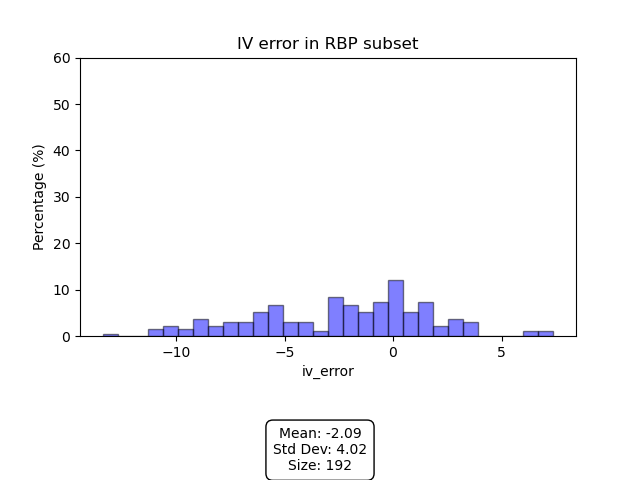 IV error in RBP subset
60
50
40
30
20
10
0
Percentage (%)
−10
−5
0
5
iv_error
Mean: -2.09
Std Dev: 4.02
Size: 192